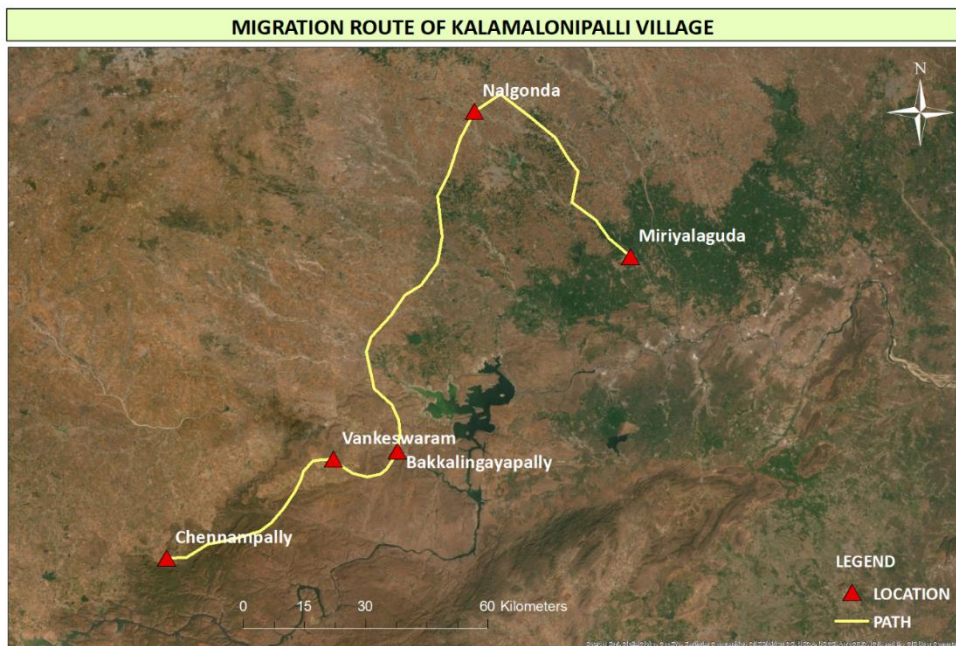 MIGRATION ROUTE OF KALAMALONIPALLI VILLAGE
N
Nalgonda
Miriyalaguda
Vankeswaram
Bakkalingayapally
Chennampally
LEGEND
LOCATION
PATH
0 15 30 60 Kilometers